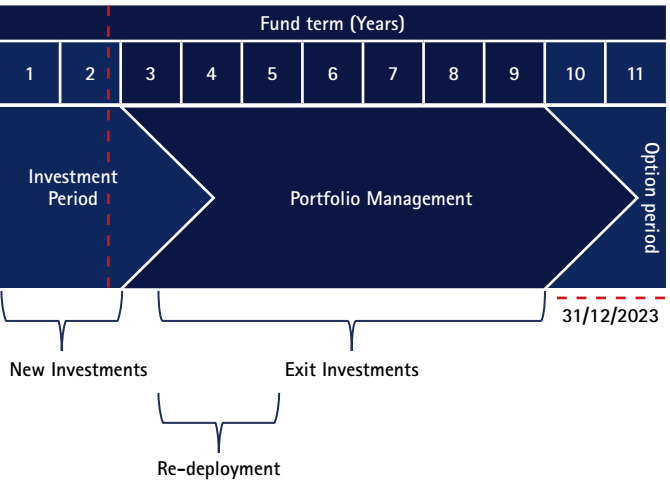 Fund term (Years)
1 2 3 4 5 6 7 8 9 10 11
Investment
Period
Portfolio Management
Option period
31/12/2023
New Investments
Exit Investments
Re-deployment